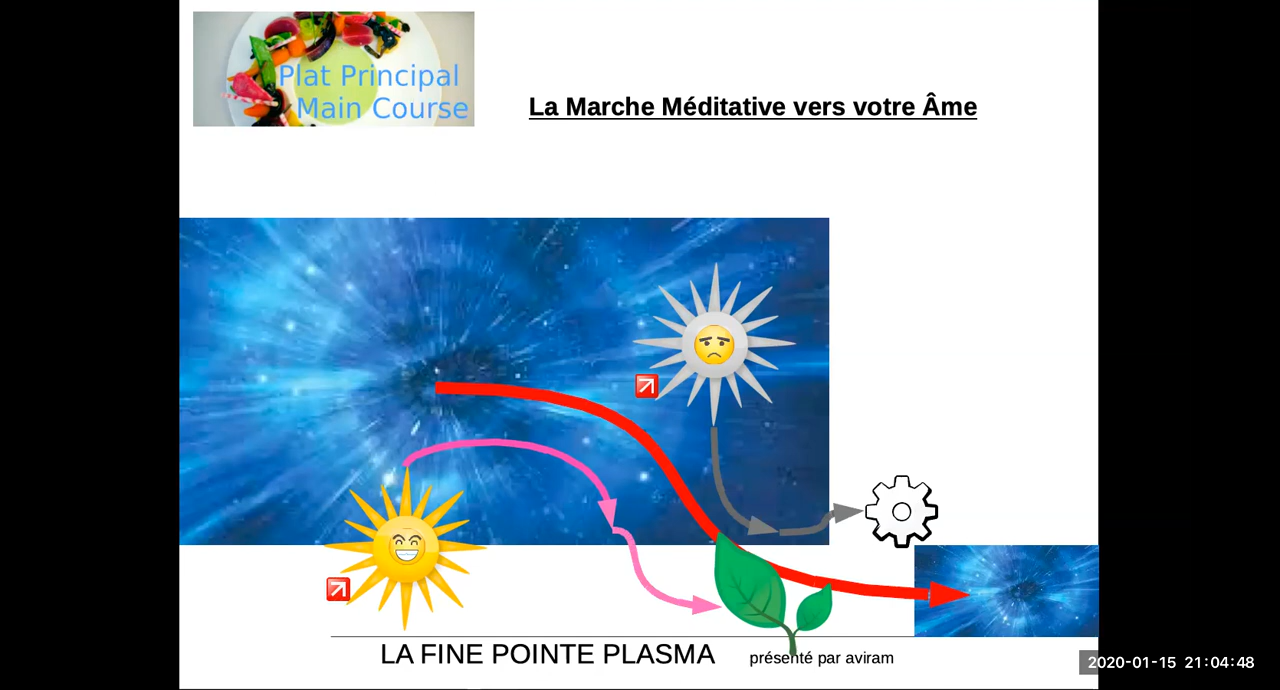 Plat Principal
Main Course
La Marche Méditative vers votre Âme
LA FINE POINTE PLASMA
présenté par aviram
2020-01-15 21:04:48